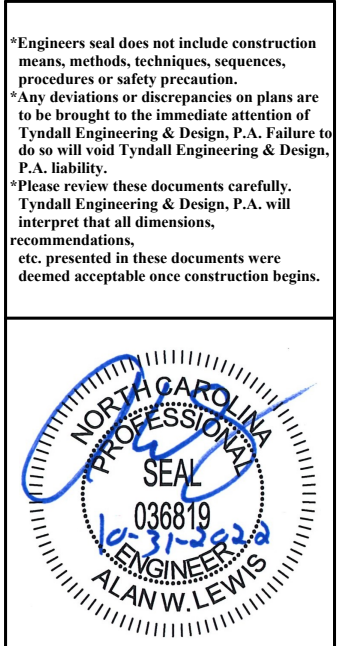 *Engineers seal does not include construction
means, methods, techniques, sequences,
procedures or safety precaution.
*Any deviations or discrepancies on plans are
to be brought to the immediate attention of
Tyndall Engineering & Design, P.A. Failure to
do so will void Tyndall Engineering & Design,
P.A. liability.
*Please review these documents carefully.
Tyndall Engineering & Design, P.A. will
interpret that all dimensions,
recommendations,
etc. presented in these documents were
deemed acceptable once construction begins.
NORTH CAROLINA
PROFESSIONAL
SEAL
036819
10-31-2022
ENGINEER
ALAN W. LEWIS